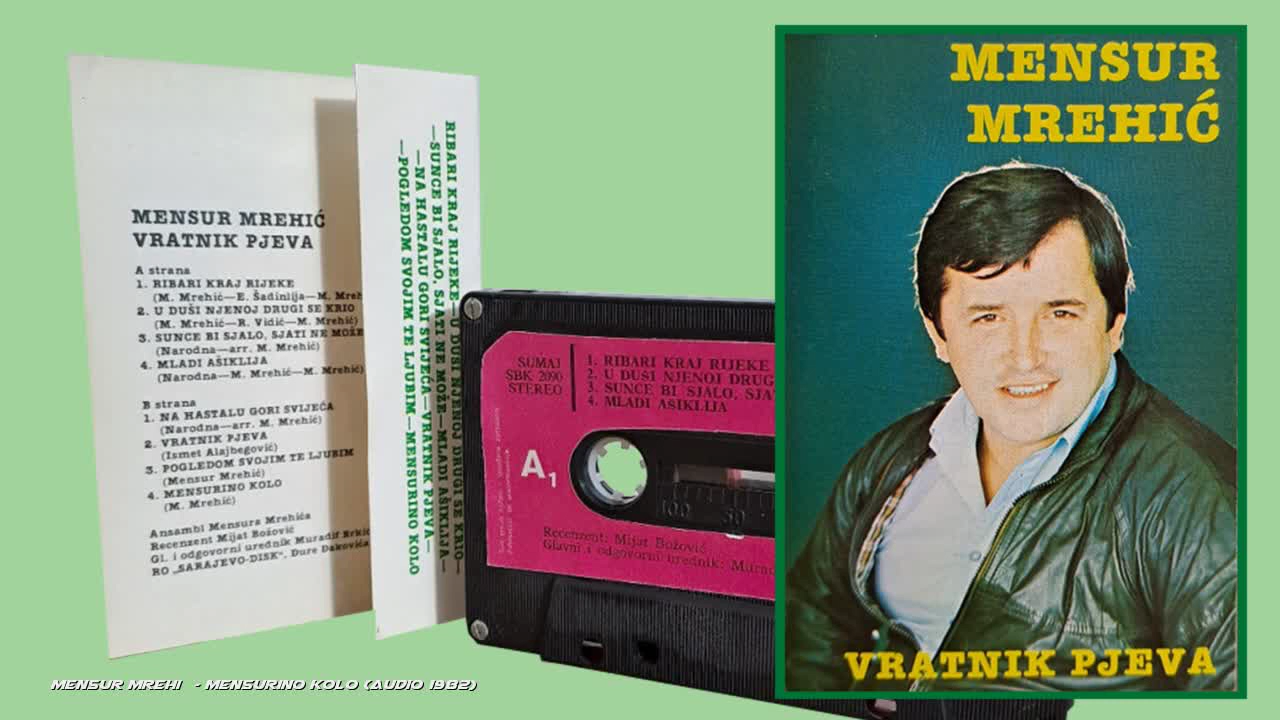 MENSUR MREHIĆ
VRATNIK PJEVA
A strana
1. RIBARI KRAJ RIJEKE
(M. Mrehić—E. Šadinlija—M. Mreh
2. U DUŠI NJENOJ DRUGI SE KRIO
(M. Mrehić—R. Vidić—M. Mrehić)
3. SUNCE BI SJALO, SJATI NE MOŽE
(Narodna—arr. M. Mrehić)
4. MLADI AŠIKLIJA
(Narodna—M. Mrehić—M. Mrehić)
B strana
1. NA HASTALU GORI SVIJEĆA
(Narodna—arr. M. Mrehić)
2. VRATNIK PJEVA
(Ismet Alajbegović)
3. POGLEDOM SVOJIM TE LJUBIM
(Mensur Mrehić)
4. MENSURINO KOLO
(M. Mrehić)
Ansambl Mensura Mrehića
Recenzent Mijat Božović
Gl. i odgovorni urednik Muradif Brkić
RO „SARAJEVO-DISK“, Đure Đakovića
RIBARI KRAJ RIJEKE—U DUSI NJENOJ DRUGI SE KRIO—
—SUNCE BI SJALO, SJATI NE MOŽE—MLADI AŠIKLIJA—
—NA HASTALU GORI SVIJEĆA—VRATNIK PJEVA—
—POGLEDOM SVOJIM TE LJUBIM—MENSURINO KOLO
SUMAJ
SBK 2090
STEREO
1. RIBARI KRAJ RIJEKE
2. U DUSI NJENOJ DRUG
3. SUNCE BI SJALO, SJA
4. MLADI ASIKLIJA
A1
100 50
Recenzent: Mijat Božović
Glavni i odgovorni urednik: Mura
MENSUR
MREHIĆ
VRATNIK PJEVA
MENSUR MREHI - MENSURINO KOLO (AUDIO 1982)